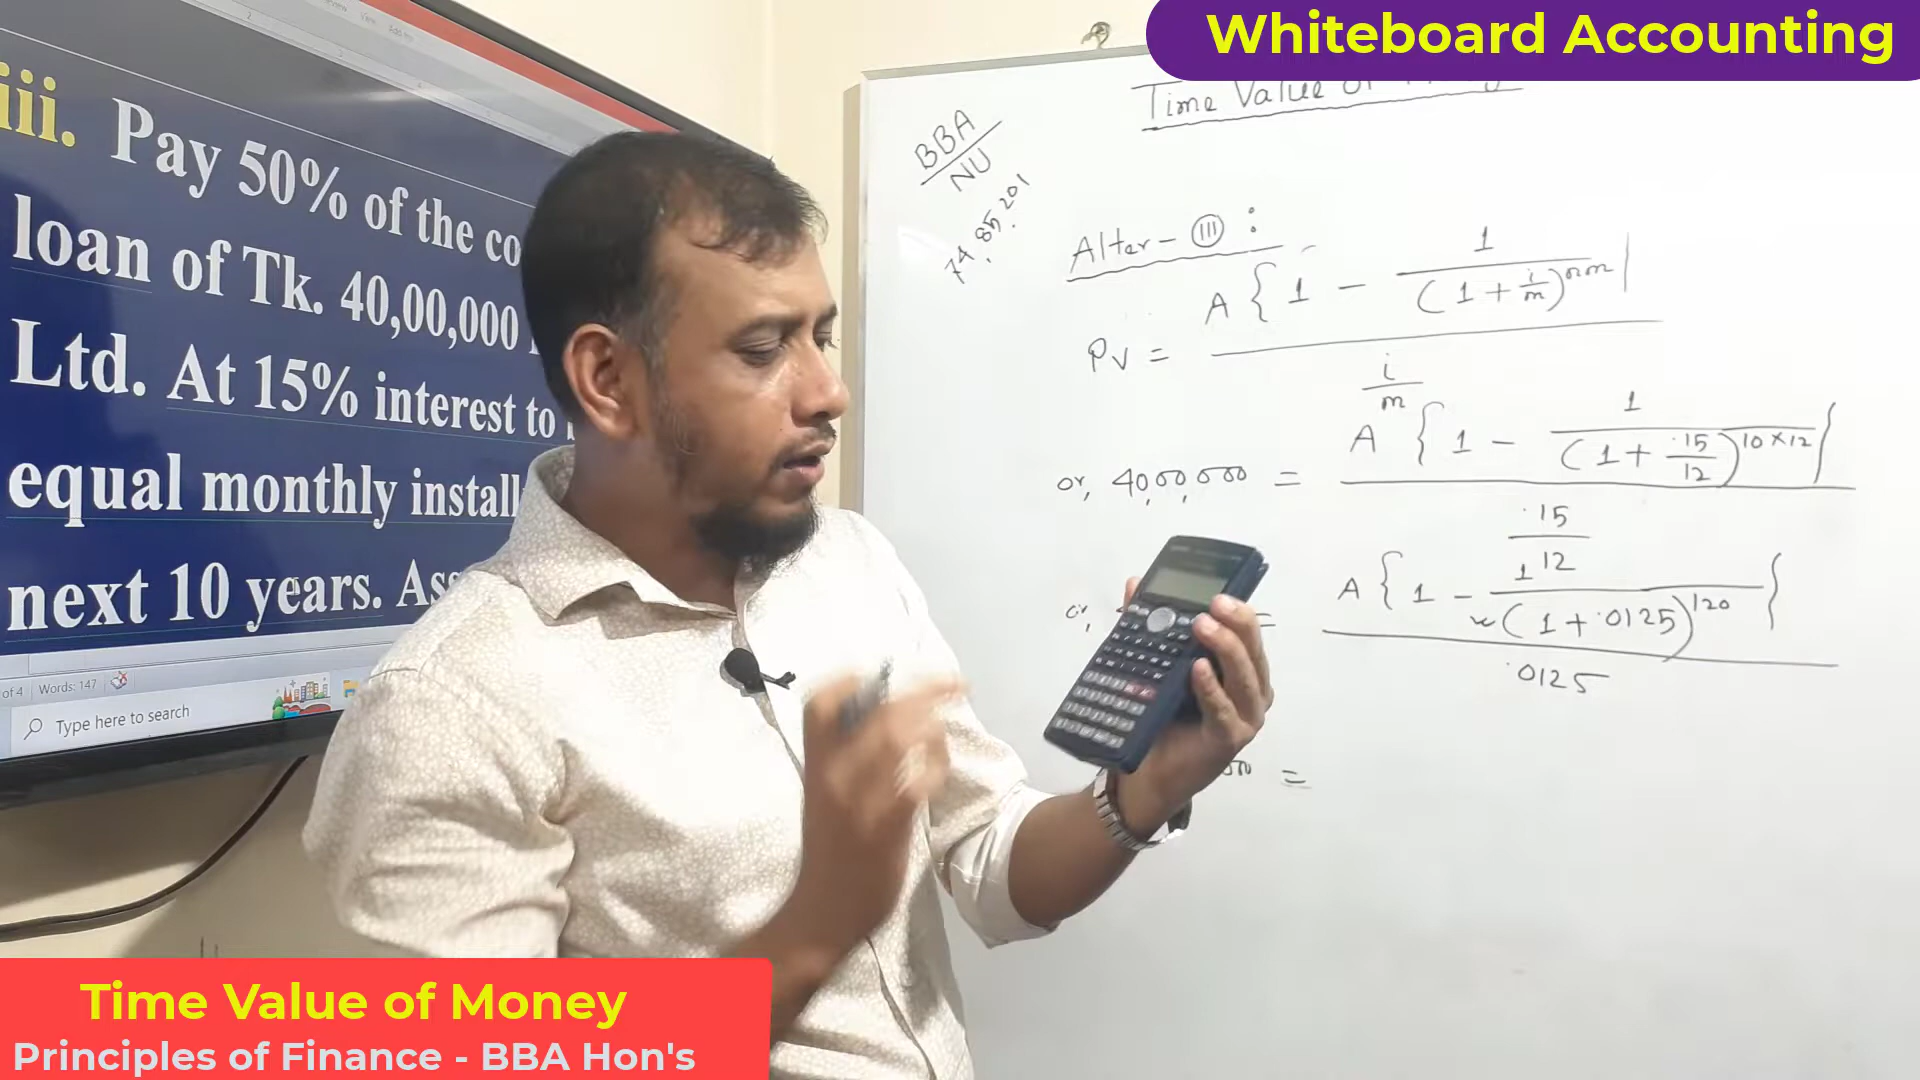 Whiteboard Accounting
iii. Pay 50% of the
loan of Tk. 40,00,000
Ltd. At 15% interest to
equal monthly
next 10 years.
of 4 Words: 147
Type here to search
Time Value
BBA
NU
74.85.201
Alter - III :
PV = A { 1 - 1 / (1 + i/m)^nm | / i/m
or, 40,00,000 = A { 1 - 1 / (1 + .15/12)^10×12 } / .15/12
or, = A { 1 - 1 / (1 + .0125)^120 } / .0125
=
Time Value of Money
Principles of Finance - BBA Hon's